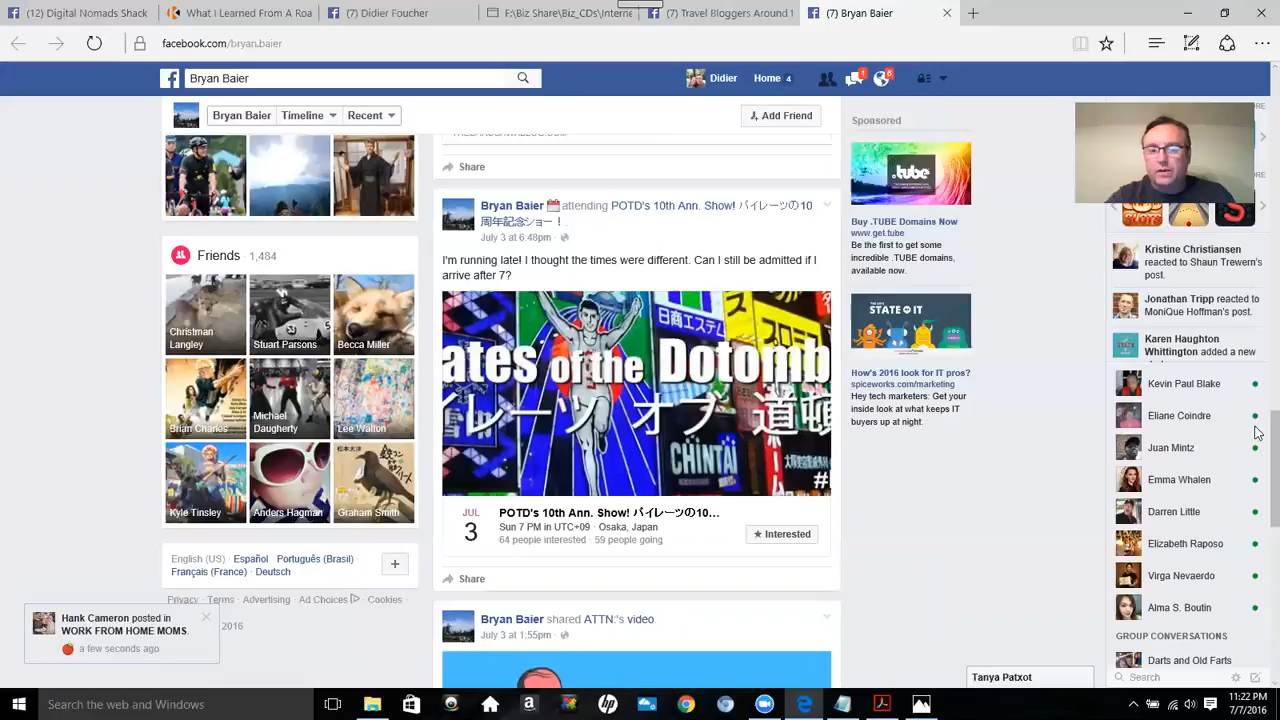 (7) Didier Foucher
What I Learned From A Roa
Didier Foucher
F:\Biz Share\Biz_CDs\Interne
(7) Travel Bloggers Around t
(7) Bryan Baier
facebook.com/bryan.baier
Bryan Baier
Didier
Home 4
1
6
Bryan Baier
Timeline
Recent
Add Friend
Share
Friends 1,484
Christman
Langley
Stuart Parsons
Becca Miller
Brian Charles
Michael
Daugherty
Lee Walton
Kyle Tinsley
Anders Hagman
Graham Smith
English (US) · Español · Português (Brasil) ·
Français (France) · Deutsch
Privacy · Terms · Advertising · Ad Choices · Cookies ·
2016
Hank Cameron posted in
WORK FROM HOME MOMS.
a few seconds ago
Bryan Baier attending POTD's 10th Ann. Show! パイレーツの10
周年記念ショー！.
July 3 at 6:48pm ·
I'm running late! I thought the times were different. Can I still be admitted if I
arrive after 7?
日商エステム
ates of the Dotomb
イレーツ・オブ・道頓
CHINTAI
JUL
3
POTD's 10th Ann. Show! パイレーツの10...
Sun 7 PM in UTC+09 · Osaka, Japan
64 people interested · 59 people going
Interested
Share
Bryan Baier shared ATTN:'s video.
July 3 at 1:55pm ·
Sponsored
.tube
Buy .TUBE Domains Now
www.get.tube
Be the first to get some
incredible .TUBE domains,
available now.
STATE of IT
How's 2016 look for IT pros?
spiceworks.com/marketing
Hey tech marketers: Get your
inside look at what keeps IT
buyers up at night.
Kristine Christiansen
reacted to Shaun Trewern's
post.
Jonathan Tripp reacted to
MoniQue Hoffman's post.
Karen Haughton
Whittington added a new
Kevin Paul Blake
Eliane Coindre
Juan Mintz
Emma Whalen
Darren Little
Elizabeth Raposo
Virga Nevaerdo
Alma S. Boutin
GROUP CONVERSATIONS
Darts and Old Farts
Search
Tanya Patxot
Search the web and Windows
11:22 PM
7/7/2016